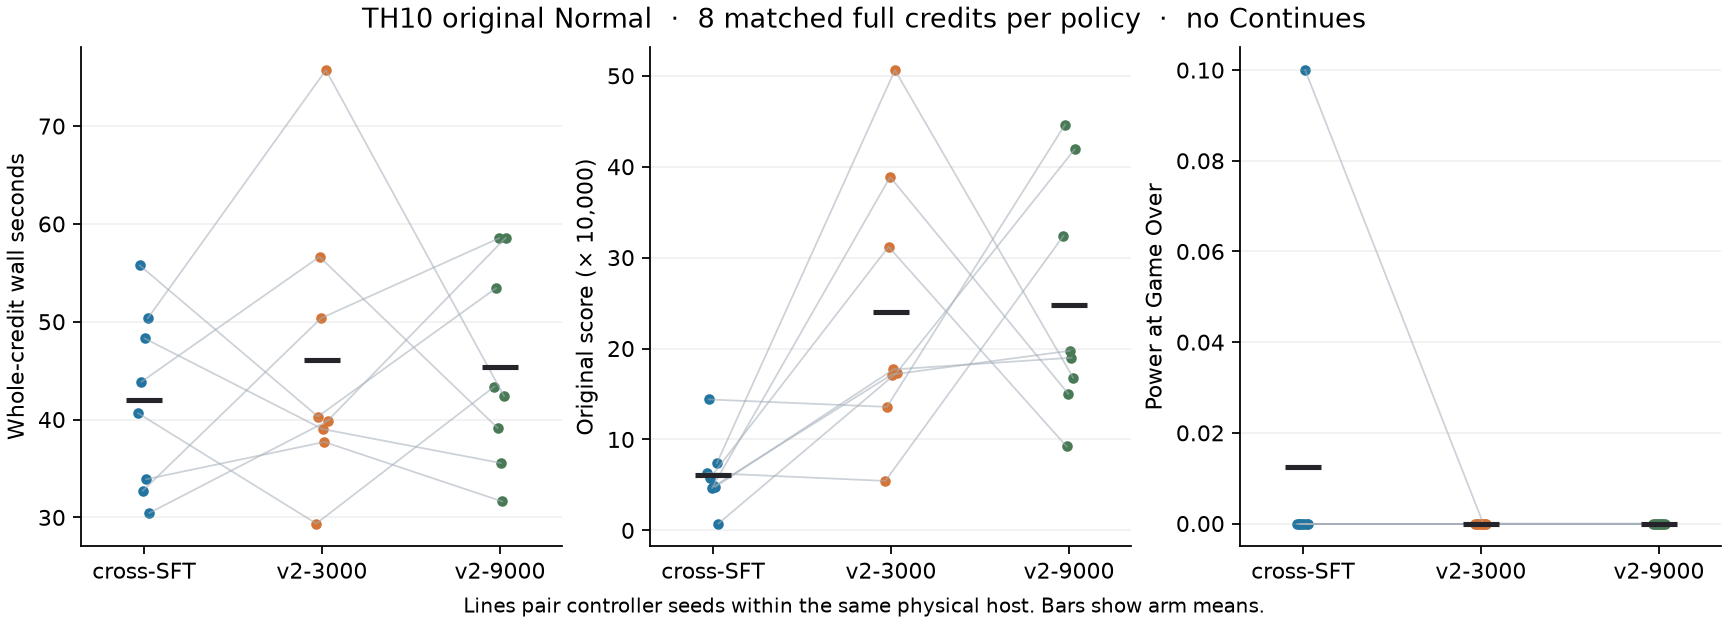 TH10 original Normal · 8 matched full credits per policy · no Continues
Whole-credit wall seconds
70
60
50
40
30
cross-SFT
v2-3000
v2-9000
Original score (× 10,000)
50
40
30
20
10
0
cross-SFT
v2-3000
v2-9000
Power at Game Over
0.10
0.08
0.06
0.04
0.02
0.00
cross-SFT
v2-3000
v2-9000
Lines pair controller seeds within the same physical host. Bars show arm means.